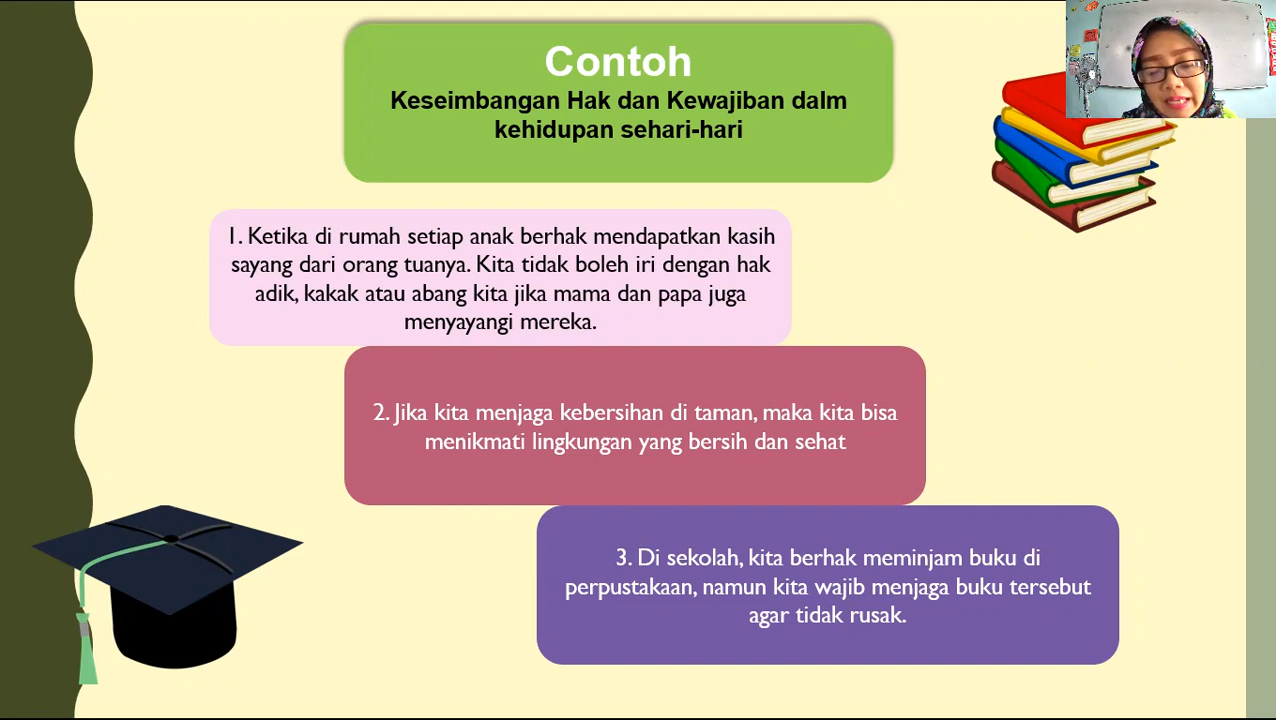 Contoh
Keseimbangan Hak dan Kewajiban dalm
kehidupan sehari-hari
1. Ketika di rumah setiap anak berhak mendapatkan kasih
sayang dari orang tuanya. Kita tidak boleh iri dengan hak
adik, kakak atau abang kita jika mama dan papa juga
menyayangi mereka.
2. Jika kita menjaga kebersihan di taman, maka kita bisa
menikmati lingkungan yang bersih dan sehat
3. Di sekolah, kita berhak meminjam buku di
perpustakaan, namun kita wajib menjaga buku tersebut
agar tidak rusak.